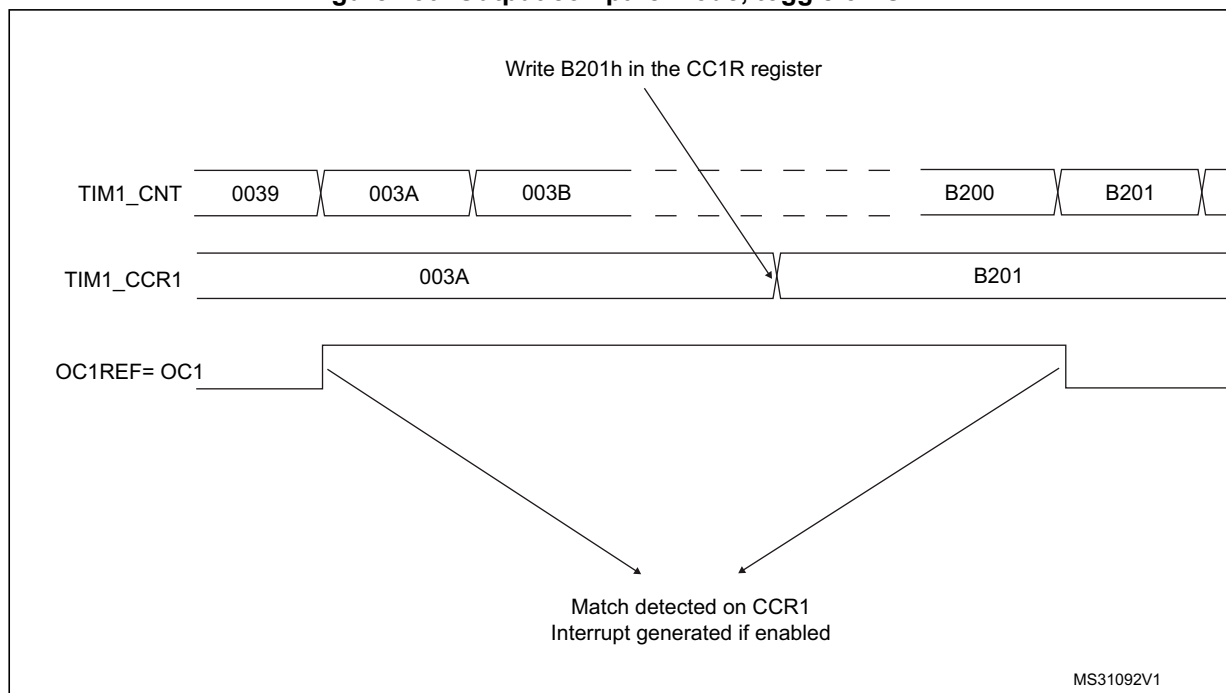 Write B201h in the CC1R register
TIM1_CNT 0039 003A 003B B200 B201
TIM1_CCR1 003A B201
OC1REF= OC1
Match detected on CCR1
Interrupt generated if enabled
MS31092V1